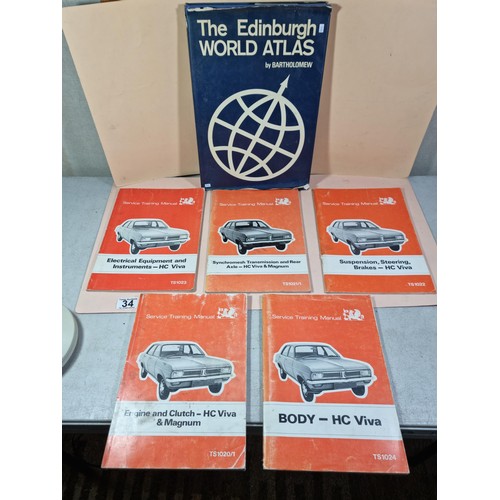 The Edinburgh
WORLD ATLAS
by BARTHOLOMEW
Service Training Manual
Electrical Equipment and
Instruments - HC Viva
TS1023
Service Training Manual
Synchromesh Transmission and Rear
Axle - HC Viva & Magnum
Service Training Manual
Suspension, Steering,
Brakes - HC Viva
TS1022
34
Service Training Manual
Engine and Clutch - HC Viva
& Magnum
TS1020/1
Service Training Manual
BODY - HC Viva
TS1024